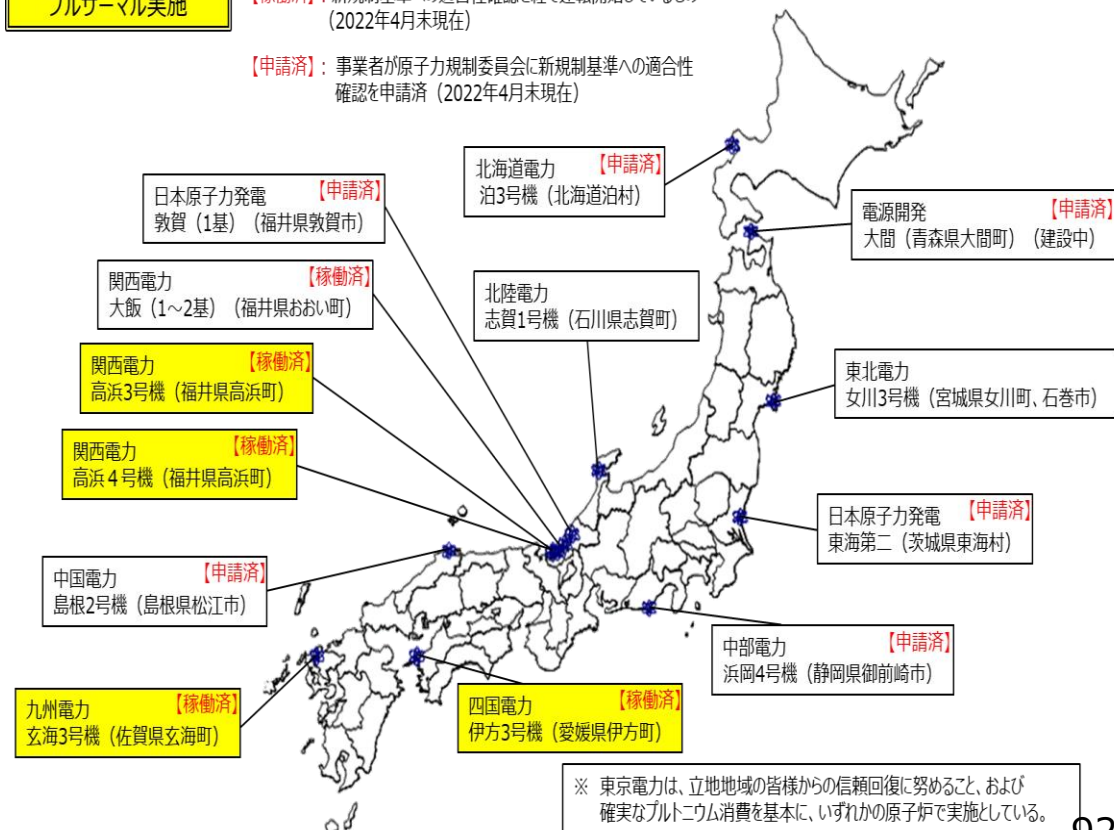 プルサーマル実施
(2022年4月末現在)
【申請済】: 事業者が原子力規制委員会に新規制基準への適合性
確認を申請済 (2022年4月末現在)
北海道電力 【申請済】
泊3号機 (北海道泊村)
日本原子力発電 【申請済】
敦賀 (1基) (福井県敦賀市)
電源開発 【申請済】
大間 (青森県大間町) (建設中)
関西電力 【稼働済】
大飯 (1~2基) (福井県おおい町)
北陸電力
志賀1号機 (石川県志賀町)
関西電力 【稼働済】
高浜3号機 (福井県高浜町)
東北電力
女川3号機 (宮城県女川町、石巻市)
関西電力 【稼働済】
高浜4号機 (福井県高浜町)
日本原子力発電 【申請済】
東海第二 (茨城県東海村)
中国電力 【申請済】
島根2号機 (島根県松江市)
中部電力 【申請済】
浜岡4号機 (静岡県御前崎市)
九州電力 【稼働済】
玄海3号機 (佐賀県玄海町)
四国電力 【稼働済】
伊方3号機 (愛媛県伊方町)
※ 東京電力は、立地地域の皆様からの信頼回復に努めること、および
確実なプルトニウム消費を基本に、いずれかの原子炉で実施としている。